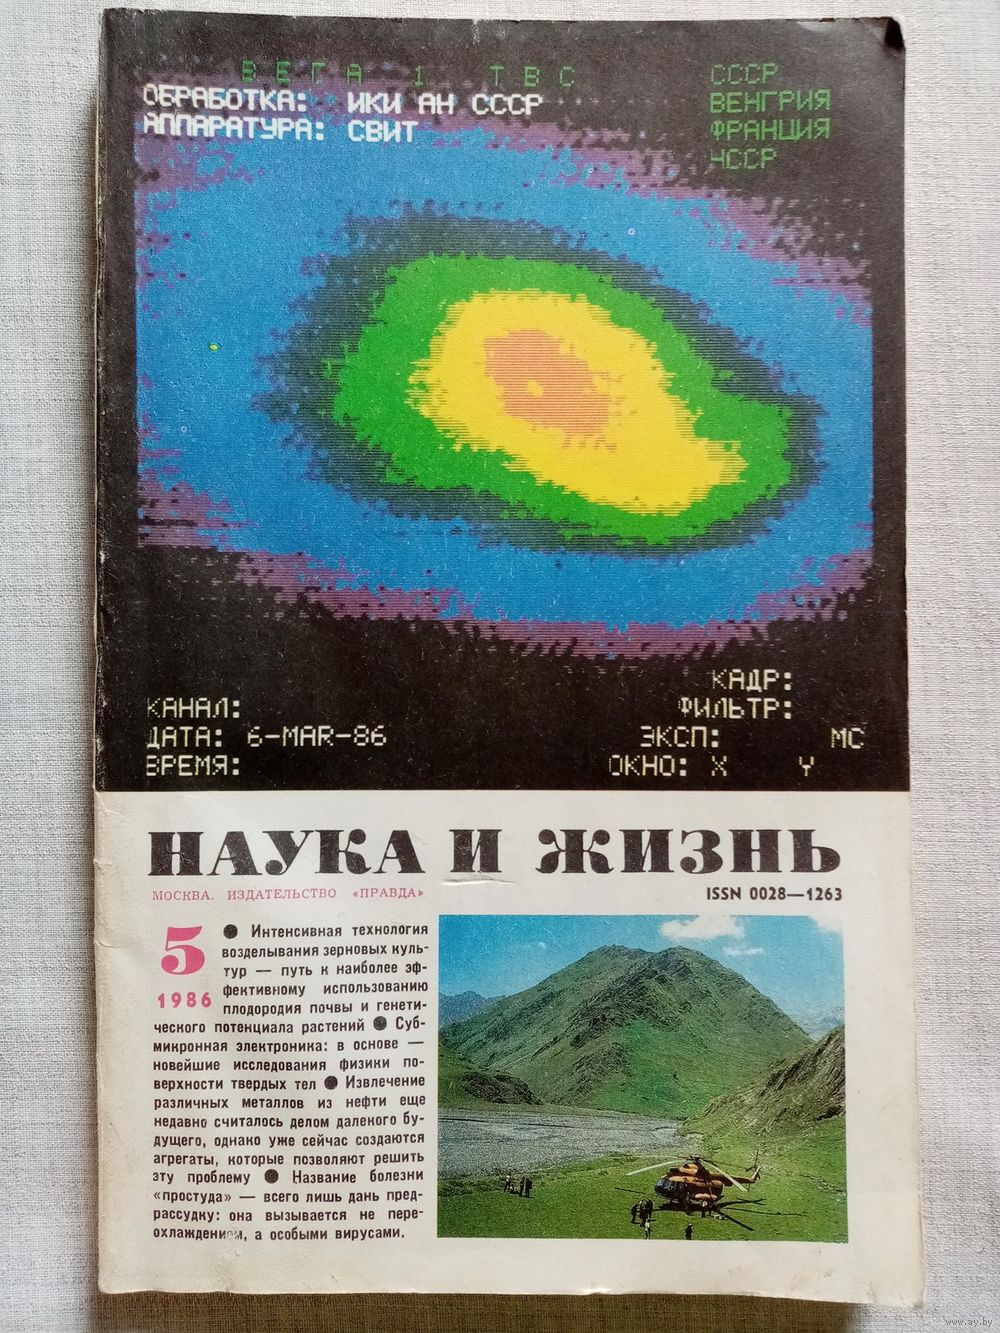 ВЕГА 1 ТВС
СССР
ВЕНГРИЯ
ФРАНЦИЯ
ЧССР
ОБРАБОТКА: ИКИ АН СССР
АППАРАТУРА: СВИТ
КАНАЛ:
ДАТА: 6-MAR-86
ВРЕМЯ:
КАДР:
ФИЛЬТР:
ЭКСП: МС
ОКНО: X Y
НАУКА И ЖИЗНЬ
МОСКВА. ИЗДАТЕЛЬСТВО «ПРАВДА»
ISSN 0028—1263
5
1986
● Интенсивная технология
возделывания зерновых куль-
тур — путь к наиболее эф-
фективному использованию
плодородия почвы и генети-
ческого потенциала растений ● Суб-
микронная электроника: в основе —
новейшие исследования физики по-
верхности твердых тел ● Извлечение
различных металлов из нефти еще
недавно считалось делом далекого бу-
дущего, однако уже сейчас создаются
агрегаты, которые позволяют решить
эту проблему ● Название болезни
«простуда» — всего лишь дань пред-
рассудку: она вызывается не пере-
охлаждением, а особыми вирусами.
www.ay.by